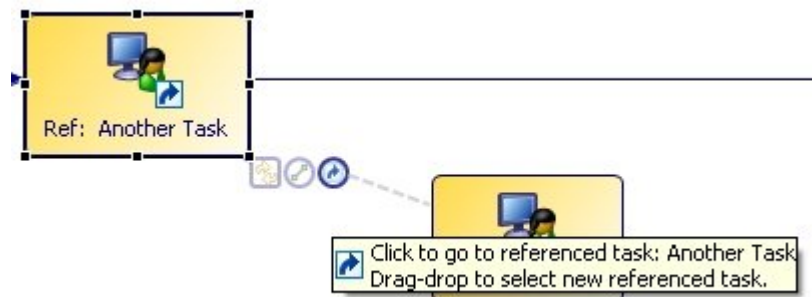 Ref: Another Task
Click to go to referenced task: Another Task
Drag-drop to select new referenced task.